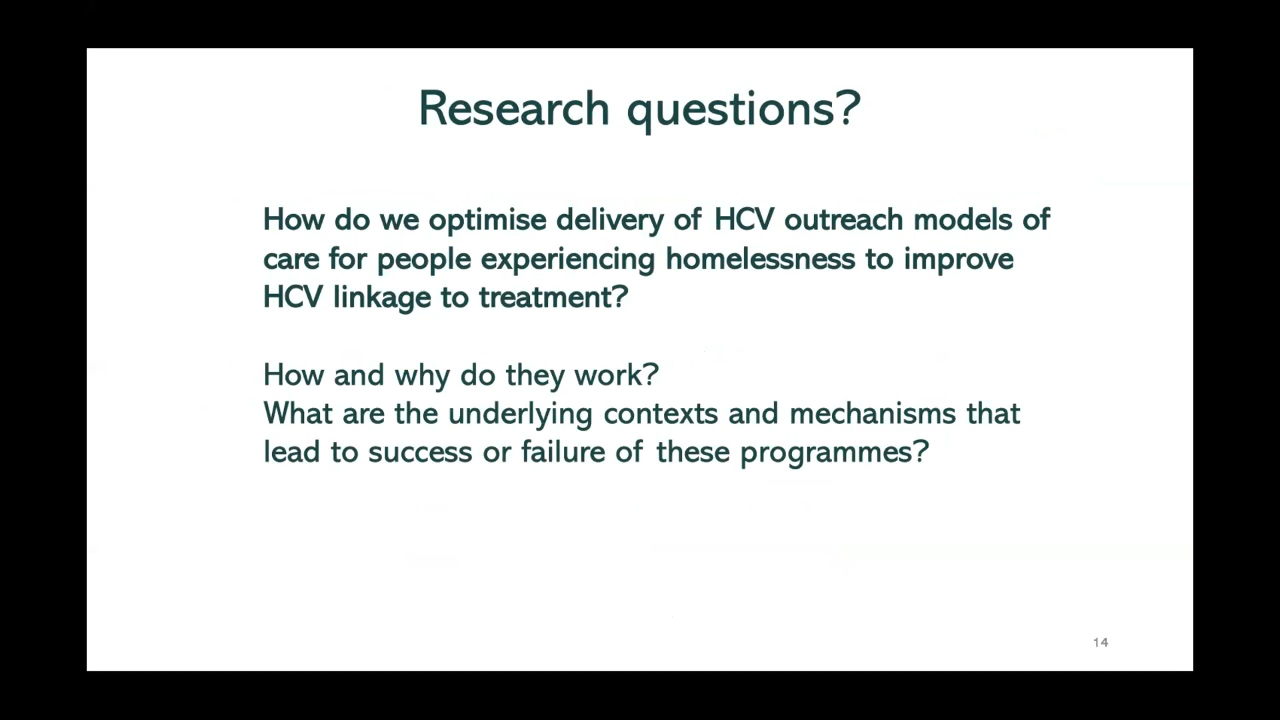 Research questions?
How do we optimise delivery of HCV outreach models of
care for people experiencing homelessness to improve
HCV linkage to treatment?
How and why do they work?
What are the underlying contexts and mechanisms that
lead to success or failure of these programmes?
14